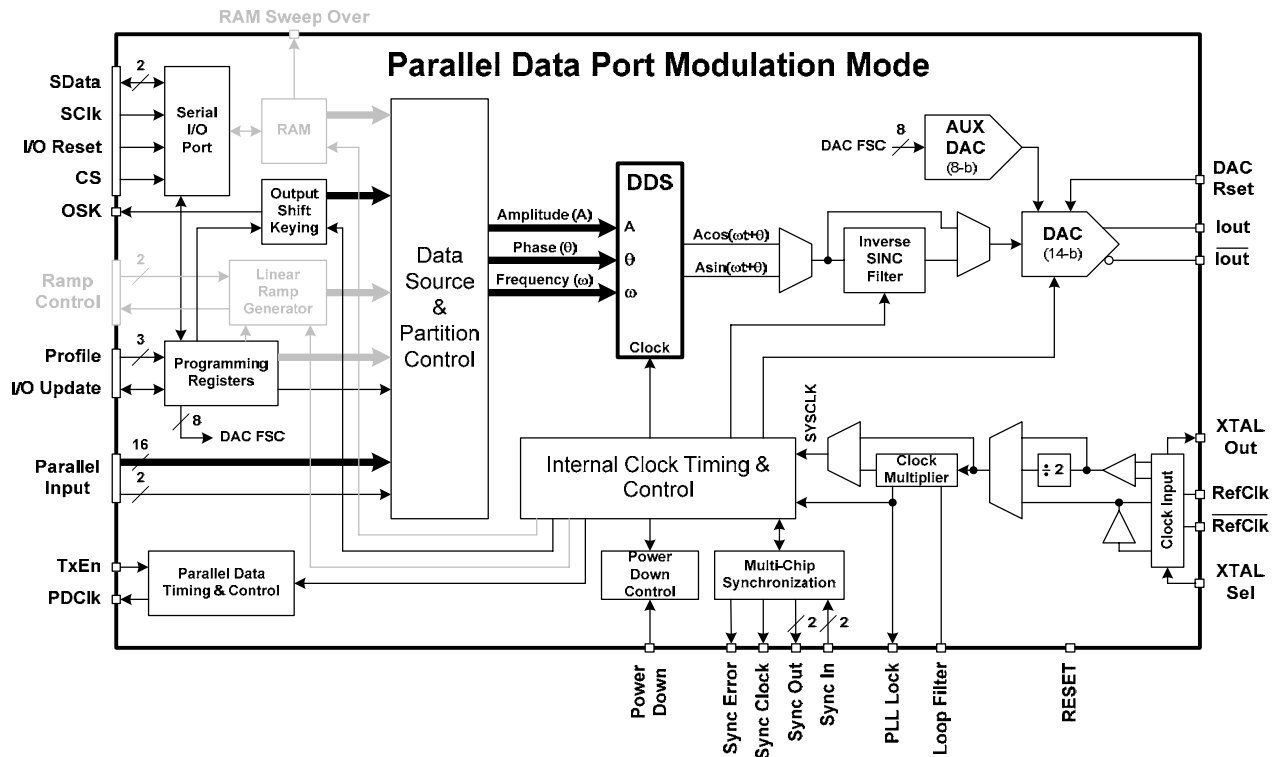 RAM Sweep Over
Parallel Data Port Modulation Mode
SData
2
SClk
I/O Reset
CS
OSK
Serial
I/O
Port
RAM
Output
Shift
Keying
Ramp
Control
2
Linear
Ramp
Generator
Profile
3
I/O Update
Programming
Registers
8
DAC FSC
Parallel
Input
16
2
TxEn
PDClk
Parallel Data
Timing & Control
Data
Source
&
Partition
Control
Amplitude (A)
Phase (θ)
Frequency (ω)
DDS
A
θ
ω
Clock
Acos(ωt+θ)
Asin(ωt+θ)
Inverse
SINC
Filter
DAC FSC
8
AUX
DAC
(8-b)
DAC
(14-b)
DAC
Rset
Iout
Iout
Internal Clock Timing &
Control
SYSCLK
Clock
Multiplier
÷ 2
Clock Input
XTAL
Out
RefClk
RefClk
XTAL
Sel
Power
Down
Control
Multi-Chip
Synchronization
2
2
Power
Down
Sync Error
Sync Clock
Sync Out
Sync In
PLL Lock
Loop Filter
RESET